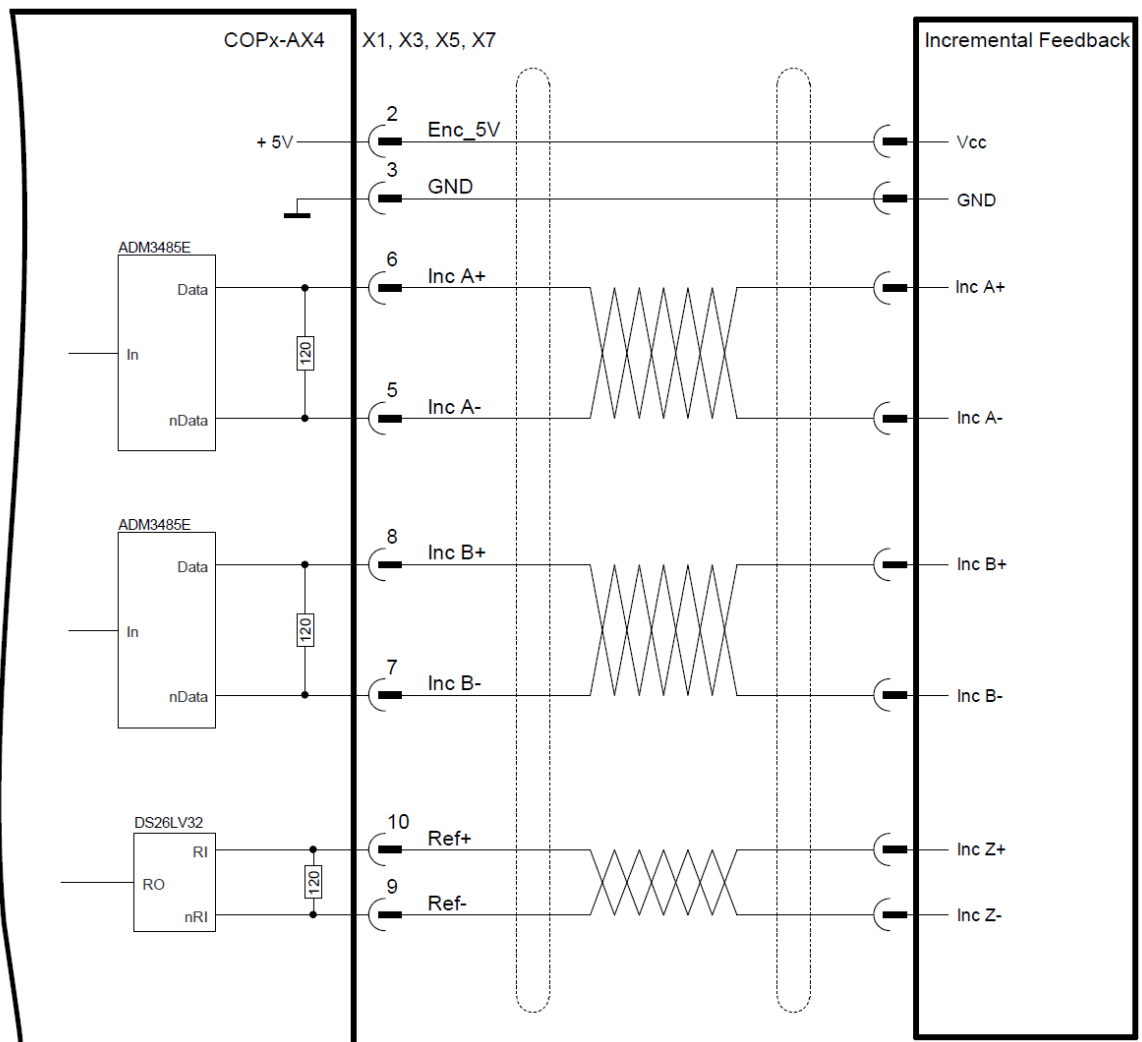 COPx-AX4 X1, X3, X5, X7 Incremental Feedback
+ 5V 2 Enc_5V Vcc
3 GND GND
ADM3485E
Data 6 Inc A+ Inc A+
120
In
nData 5 Inc A- Inc A-
ADM3485E
Data 8 Inc B+ Inc B+
120
In
nData 7 Inc B- Inc B-
DS26LV32
RI 10 Ref+ Inc Z+
RO 120
nRI 9 Ref- Inc Z-